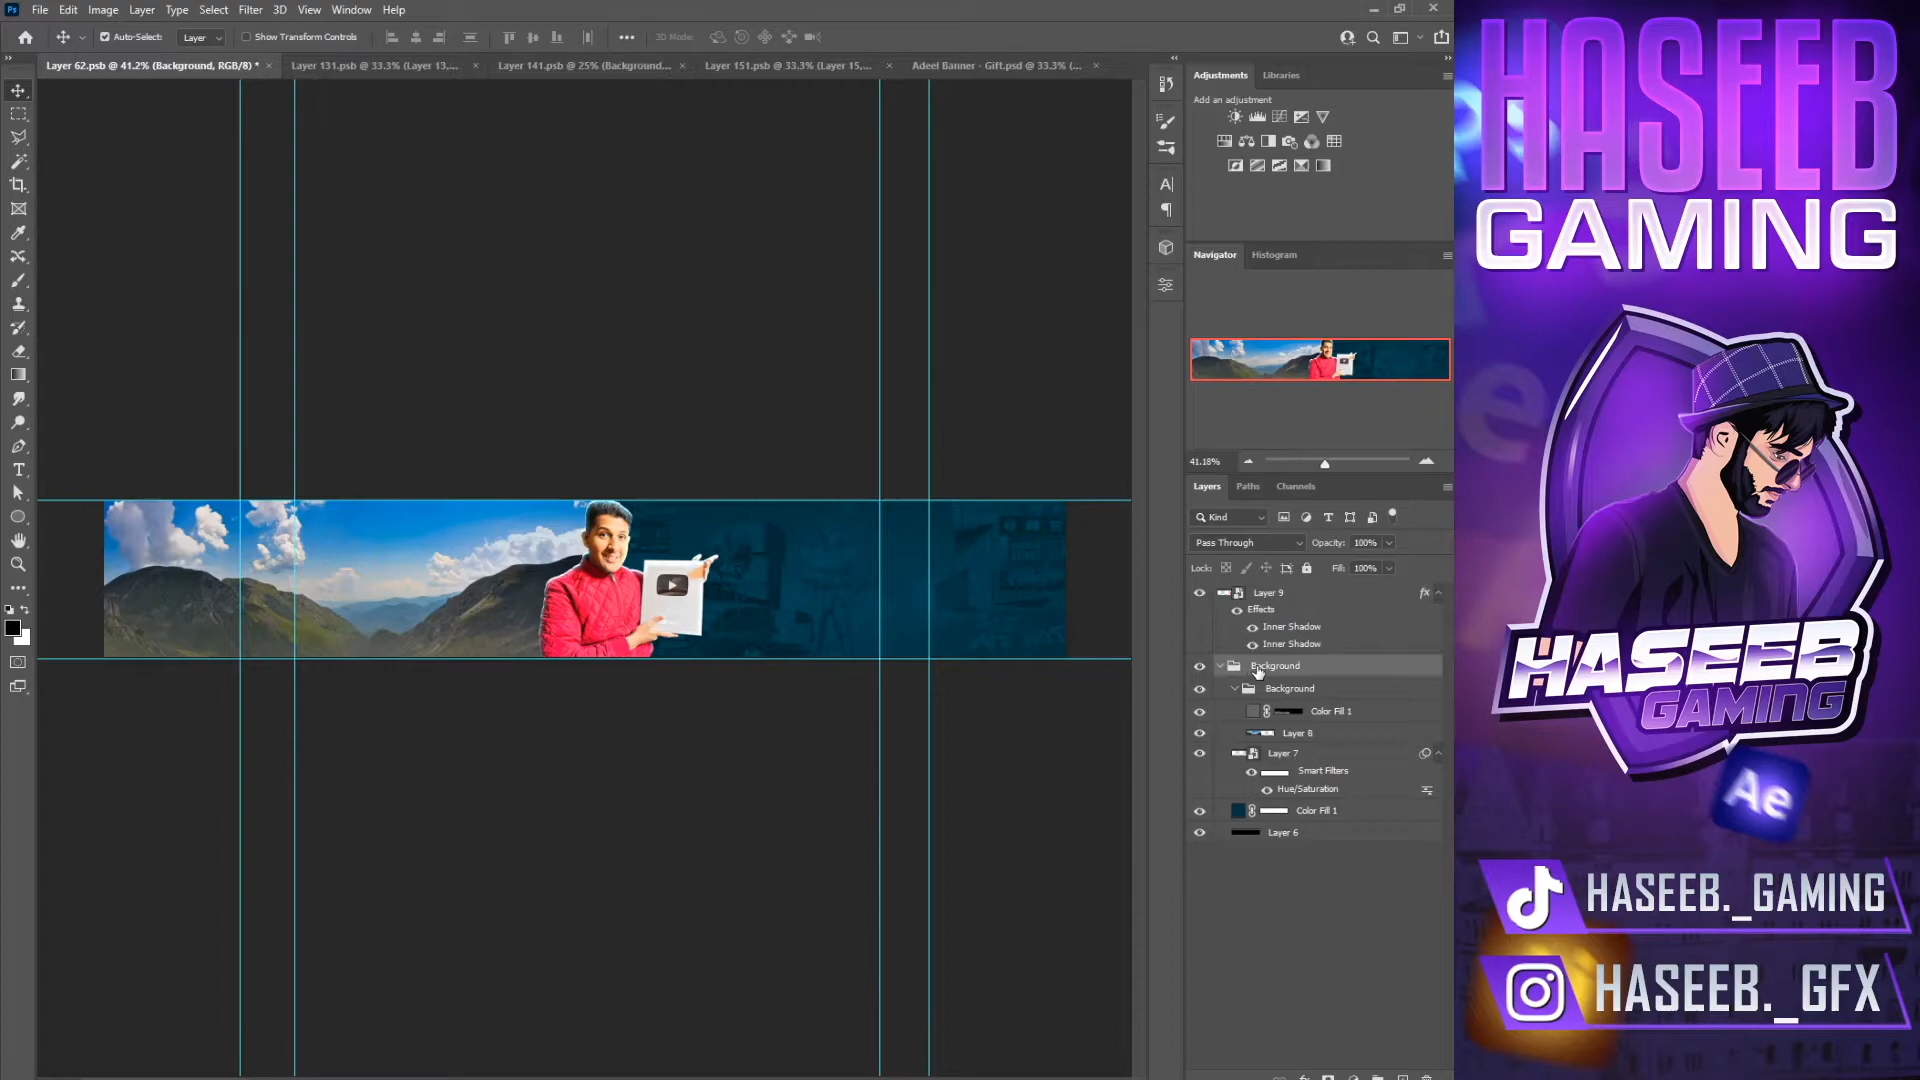 Ps File Edit Image Layer Type Select Filter 3D View Window Help
Auto-Select: Layer Show Transform Controls 3D Mode:
Layer 62.psb @ 41.2% (Background, RGB/8) * Layer 131.psb @ 33.3% (Layer 13,... Layer 141.psb @ 25% (Background... Layer 151.psb @ 33.3% (Layer 15,... Adeel Banner - Gift.psd @ 33.3% (...
Adjustments Libraries
Add an adjustment
Navigator Histogram
41.18%
Layers Paths Channels
Kind
Pass Through Opacity: 100%
Lock: Fill: 100%
Layer 9 fx
Effects
Inner Shadow
Inner Shadow
Background
Background
Color Fill 1
Layer 8
Layer 7
Smart Filters
Hue/Saturation
Color Fill 1
Layer 6
HASEEB
GAMING
HASEEB
GAMING
Ae
HASEEB._GAMING
HASEEB._GFX